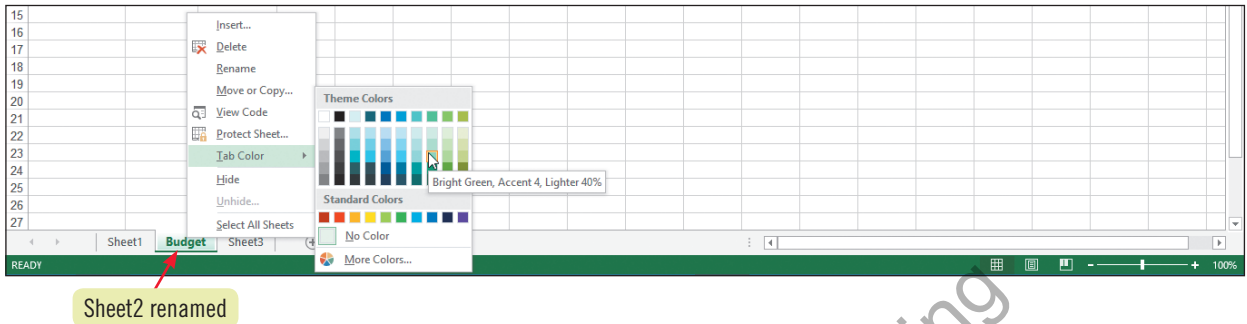 15
16
17
18
19
20
21
22
23
24
25
26
27
Insert...
Delete
Rename
Move or Copy...
View Code
Protect Sheet...
Tab Color
Hide
Unhide...
Select All Sheets
Theme Colors
Bright Green, Accent 4, Lighter 40%
Standard Colors
No Color
More Colors...
Sheet1 Budget Sheet3
READY 100%
Sheet2 renamed